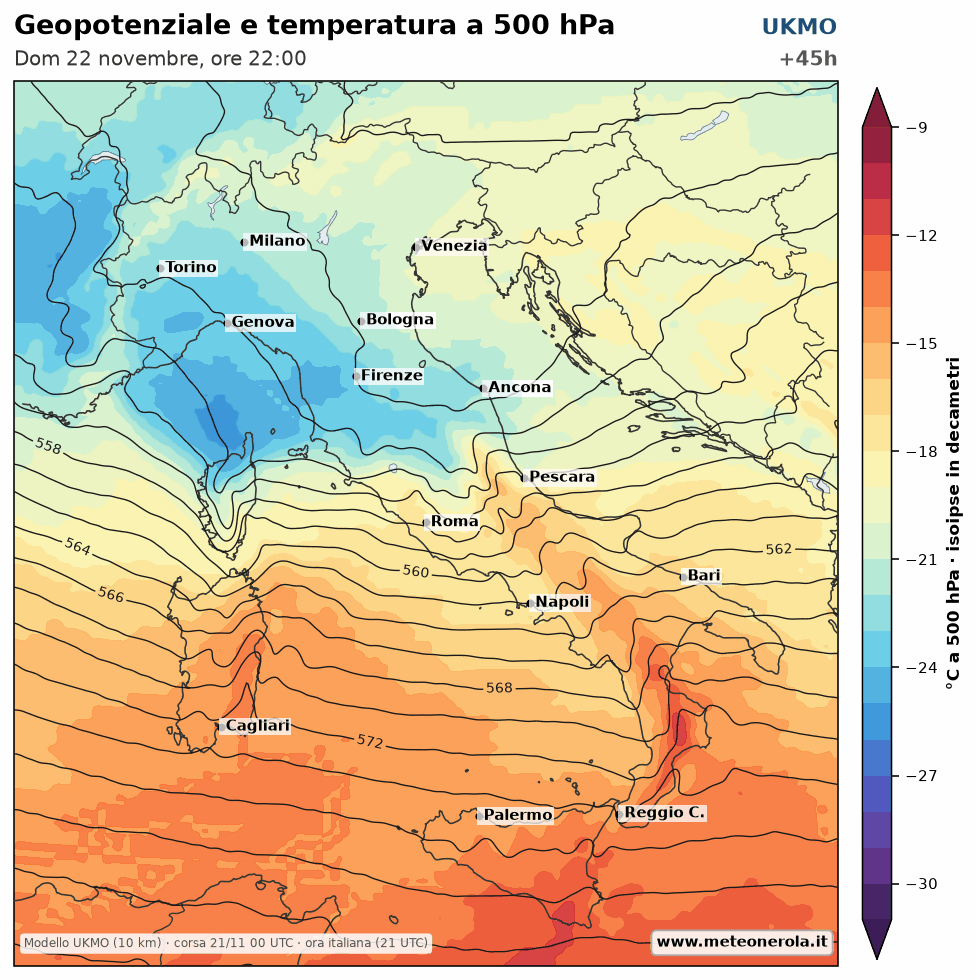 Geopotenziale e temperatura a 500 hPa
UKMO
Dom 22 novembre, ore 22:00
+45h
Milano
Venezia
Torino
Genova
Bologna
Firenze
Ancona
558
Pescara
Roma
564
562
560
Bari
566
Napoli
568
Cagliari
572
Palermo
Reggio C.
Modello UKMO (10 km) · corsa 21/11 00 UTC · ora italiana (21 UTC)
www.meteonerola.it
−9
−12
−15
−18
−21
−24
−27
−30
°C a 500 hPa · isoipse in decametri